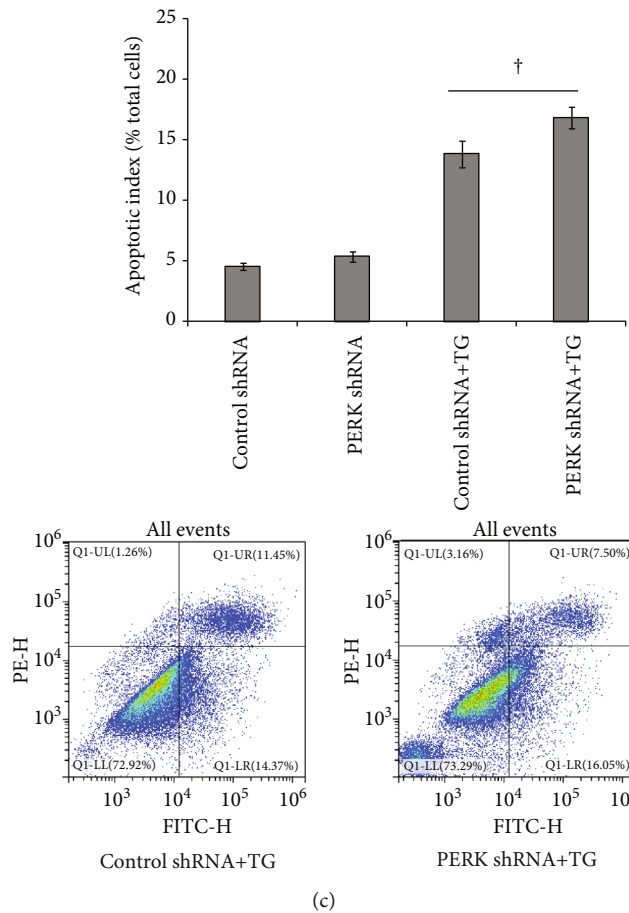 Apoptotic index (% total cells)
25
20
15
10
5
0
†
Control shRNA
PERK shRNA
Control shRNA+TG
PERK shRNA+TG
All events
Q1-UL(1.26%)
Q1-UR(11.45%)
Q1-LL(72.92%)
Q1-LR(14.37%)
PE-H
10⁶
10⁵
10⁴
10³
10³ 10⁴ 10⁵ 10⁶
FITC-H
Control shRNA+TG
All events
Q1-UL(3.16%)
Q1-UR(7.50%)
Q1-LL(73.29%)
Q1-LR(16.05%)
PE-H
10⁶
10⁵
10⁴
10³
10³ 10⁴ 10⁵ 10⁶
FITC-H
PERK shRNA+TG
(c)